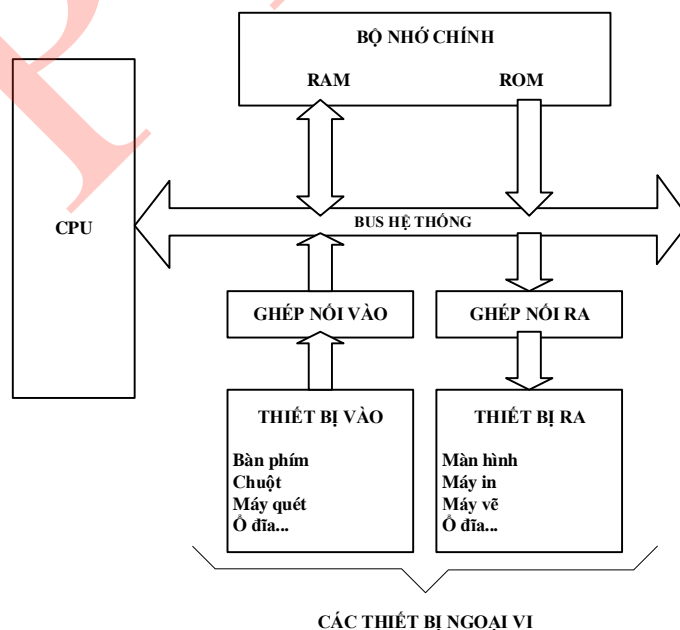 BỘ NHỚ CHÍNH
RAM ROM
CPU
BUS HỆ THỐNG
GHÉP NỐI VÀO GHÉP NỐI RA
THIẾT BỊ VÀO
Bàn phím
Chuột
Máy quét
Ổ đĩa...
THIẾT BỊ RA
Màn hình
Máy in
Máy vẽ
Ổ đĩa...
CÁC THIẾT BỊ NGOẠI VI